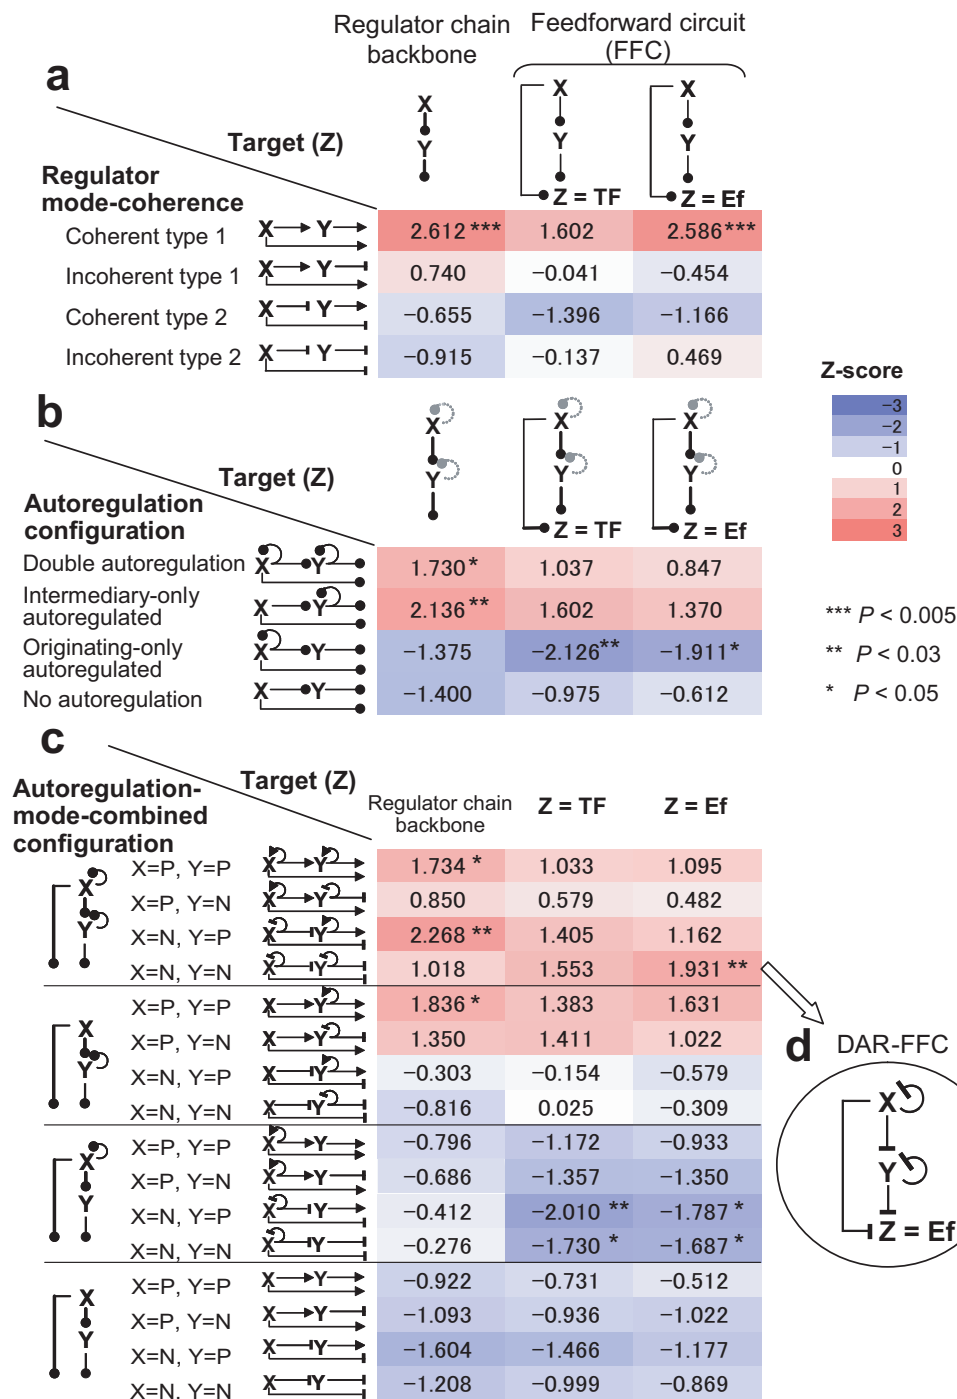 Regulator chain backbone
Feedforward circuit (FFC)
a
X
Y
X
Y
Z = TF
X
Y
Z = Ef
Target (Z)
Regulator mode-coherence
Coherent type 1 X Y 2.612 *** 1.602 2.586***
Incoherent type 1 X Y 0.740 −0.041 −0.454
Coherent type 2 X Y −0.655 −1.396 −1.166
Incoherent type 2 X Y −0.915 −0.137 0.469
Z-score
−3
−2
−1
0
1
2
3
b
X
Y
X
Y
Z = TF
X
Y
Z = Ef
Target (Z)
Autoregulation configuration
Double autoregulation X Y 1.730 * 1.037 0.847
Intermediary-only autoregulated X Y 2.136 ** 1.602 1.370
Originating-only autoregulated X Y −1.375 −2.126** −1.911*
No autoregulation X Y −1.400 −0.975 −0.612
*** P < 0.005
** P < 0.03
* P < 0.05
c
Target (Z)
Autoregulation-mode-combined configuration
Regulator chain backbone
Z = TF
Z = Ef
X
Y
X=P, Y=P X Y 1.734 * 1.033 1.095
X=P, Y=N X Y 0.850 0.579 0.482
X=N, Y=P X Y 2.268 ** 1.405 1.162
X=N, Y=N X Y 1.018 1.553 1.931 **
X
Y
X=P, Y=P X Y 1.836 * 1.383 1.631
X=P, Y=N X Y 1.350 1.411 1.022
X=N, Y=P X Y −0.303 −0.154 −0.579
X=N, Y=N X Y −0.816 0.025 −0.309
X
Y
X=P, Y=P X Y −0.796 −1.172 −0.933
X=P, Y=N X Y −0.686 −1.357 −1.350
X=N, Y=P X Y −0.412 −2.010 ** −1.787 *
X=N, Y=N X Y −0.276 −1.730 * −1.687 *
X
Y
X=P, Y=P X Y −0.922 −0.731 −0.512
X=P, Y=N X Y −1.093 −0.936 −1.022
X=N, Y=P X Y −1.604 −1.466 −1.177
X=N, Y=N X Y −1.208 −0.999 −0.869
d
DAR-FFC
X
Y
Z = Ef